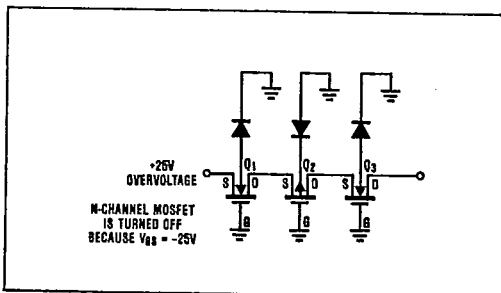 +25V
OVERVOLTAGE
Q1 Q2 Q3
S D S D S D
N-CHANNEL MOSFET
IS TURNED OFF
BECAUSE VGS = -25V
G G G